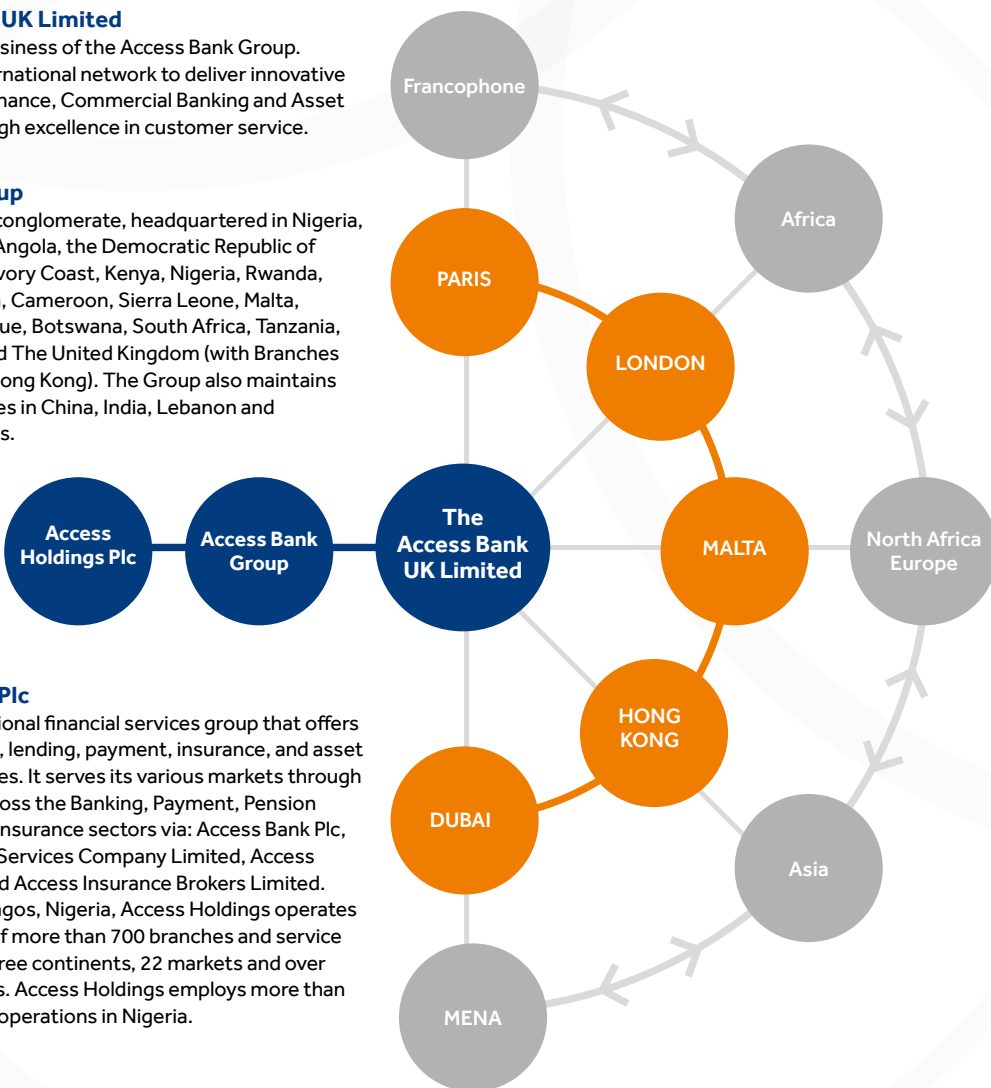 UK Limited
siness of the Access Bank Group.
rnational network to deliver innovative
nance, Commercial Banking and Asset
gh excellence in customer service.
up
conglomerate, headquartered in Nigeria,
Angola, the Democratic Republic of
vory Coast, Kenya, Nigeria, Rwanda,
, Cameroon, Sierra Leone, Malta,
ue, Botswana, South Africa, Tanzania,
d The United Kingdom (with Branches
ong Kong). The Group also maintains
es in China, India, Lebanon and
s.
Francophone
Africa
PARIS
LONDON
Access
Holdings Plc
Access Bank
Group
The
Access Bank
UK Limited
MALTA
North Africa
Europe
Plc
ional financial services group that offers
, lending, payment, insurance, and asset
es. It serves its various markets through
oss the Banking, Payment, Pension
nsurance sectors via: Access Bank Plc,
Services Company Limited, Access
d Access Insurance Brokers Limited.
gos, Nigeria, Access Holdings operates
f more than 700 branches and service
ree continents, 22 markets and over
s. Access Holdings employs more than
operations in Nigeria.
HONG
KONG
DUBAI
Asia
MENA